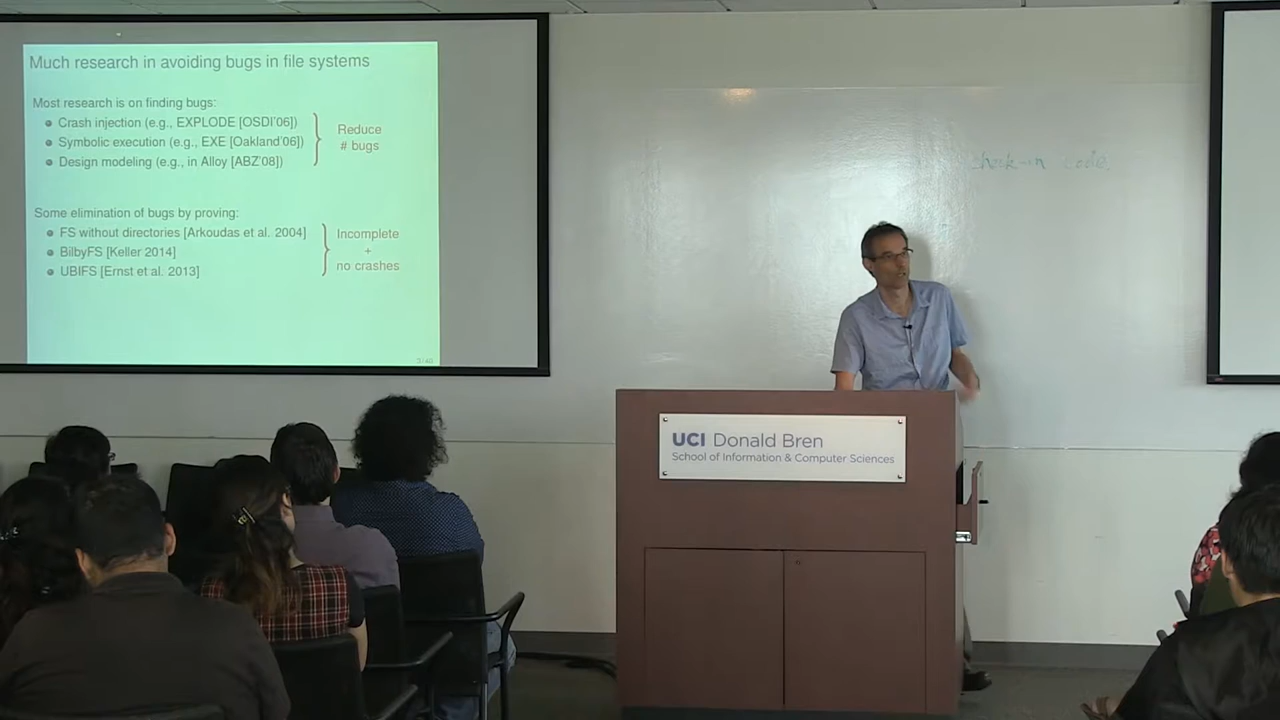 Much research in avoiding bugs in file systems
Most research is on finding bugs:
Crash injection (e.g., EXPLODE [OSDI'06])
Symbolic execution (e.g., EXE [Oakland'06])
Design modeling (e.g., in Alloy [ABZ'08])
Reduce
# bugs
Some elimination of bugs by proving:
FS without directories [Arkoudas et al. 2004]
BilbyFS [Keller 2014]
UBIFS [Ernst et al. 2013]
Incomplete
+
no crashes
check-in code
UCI Donald Bren
School of Information & Computer Sciences